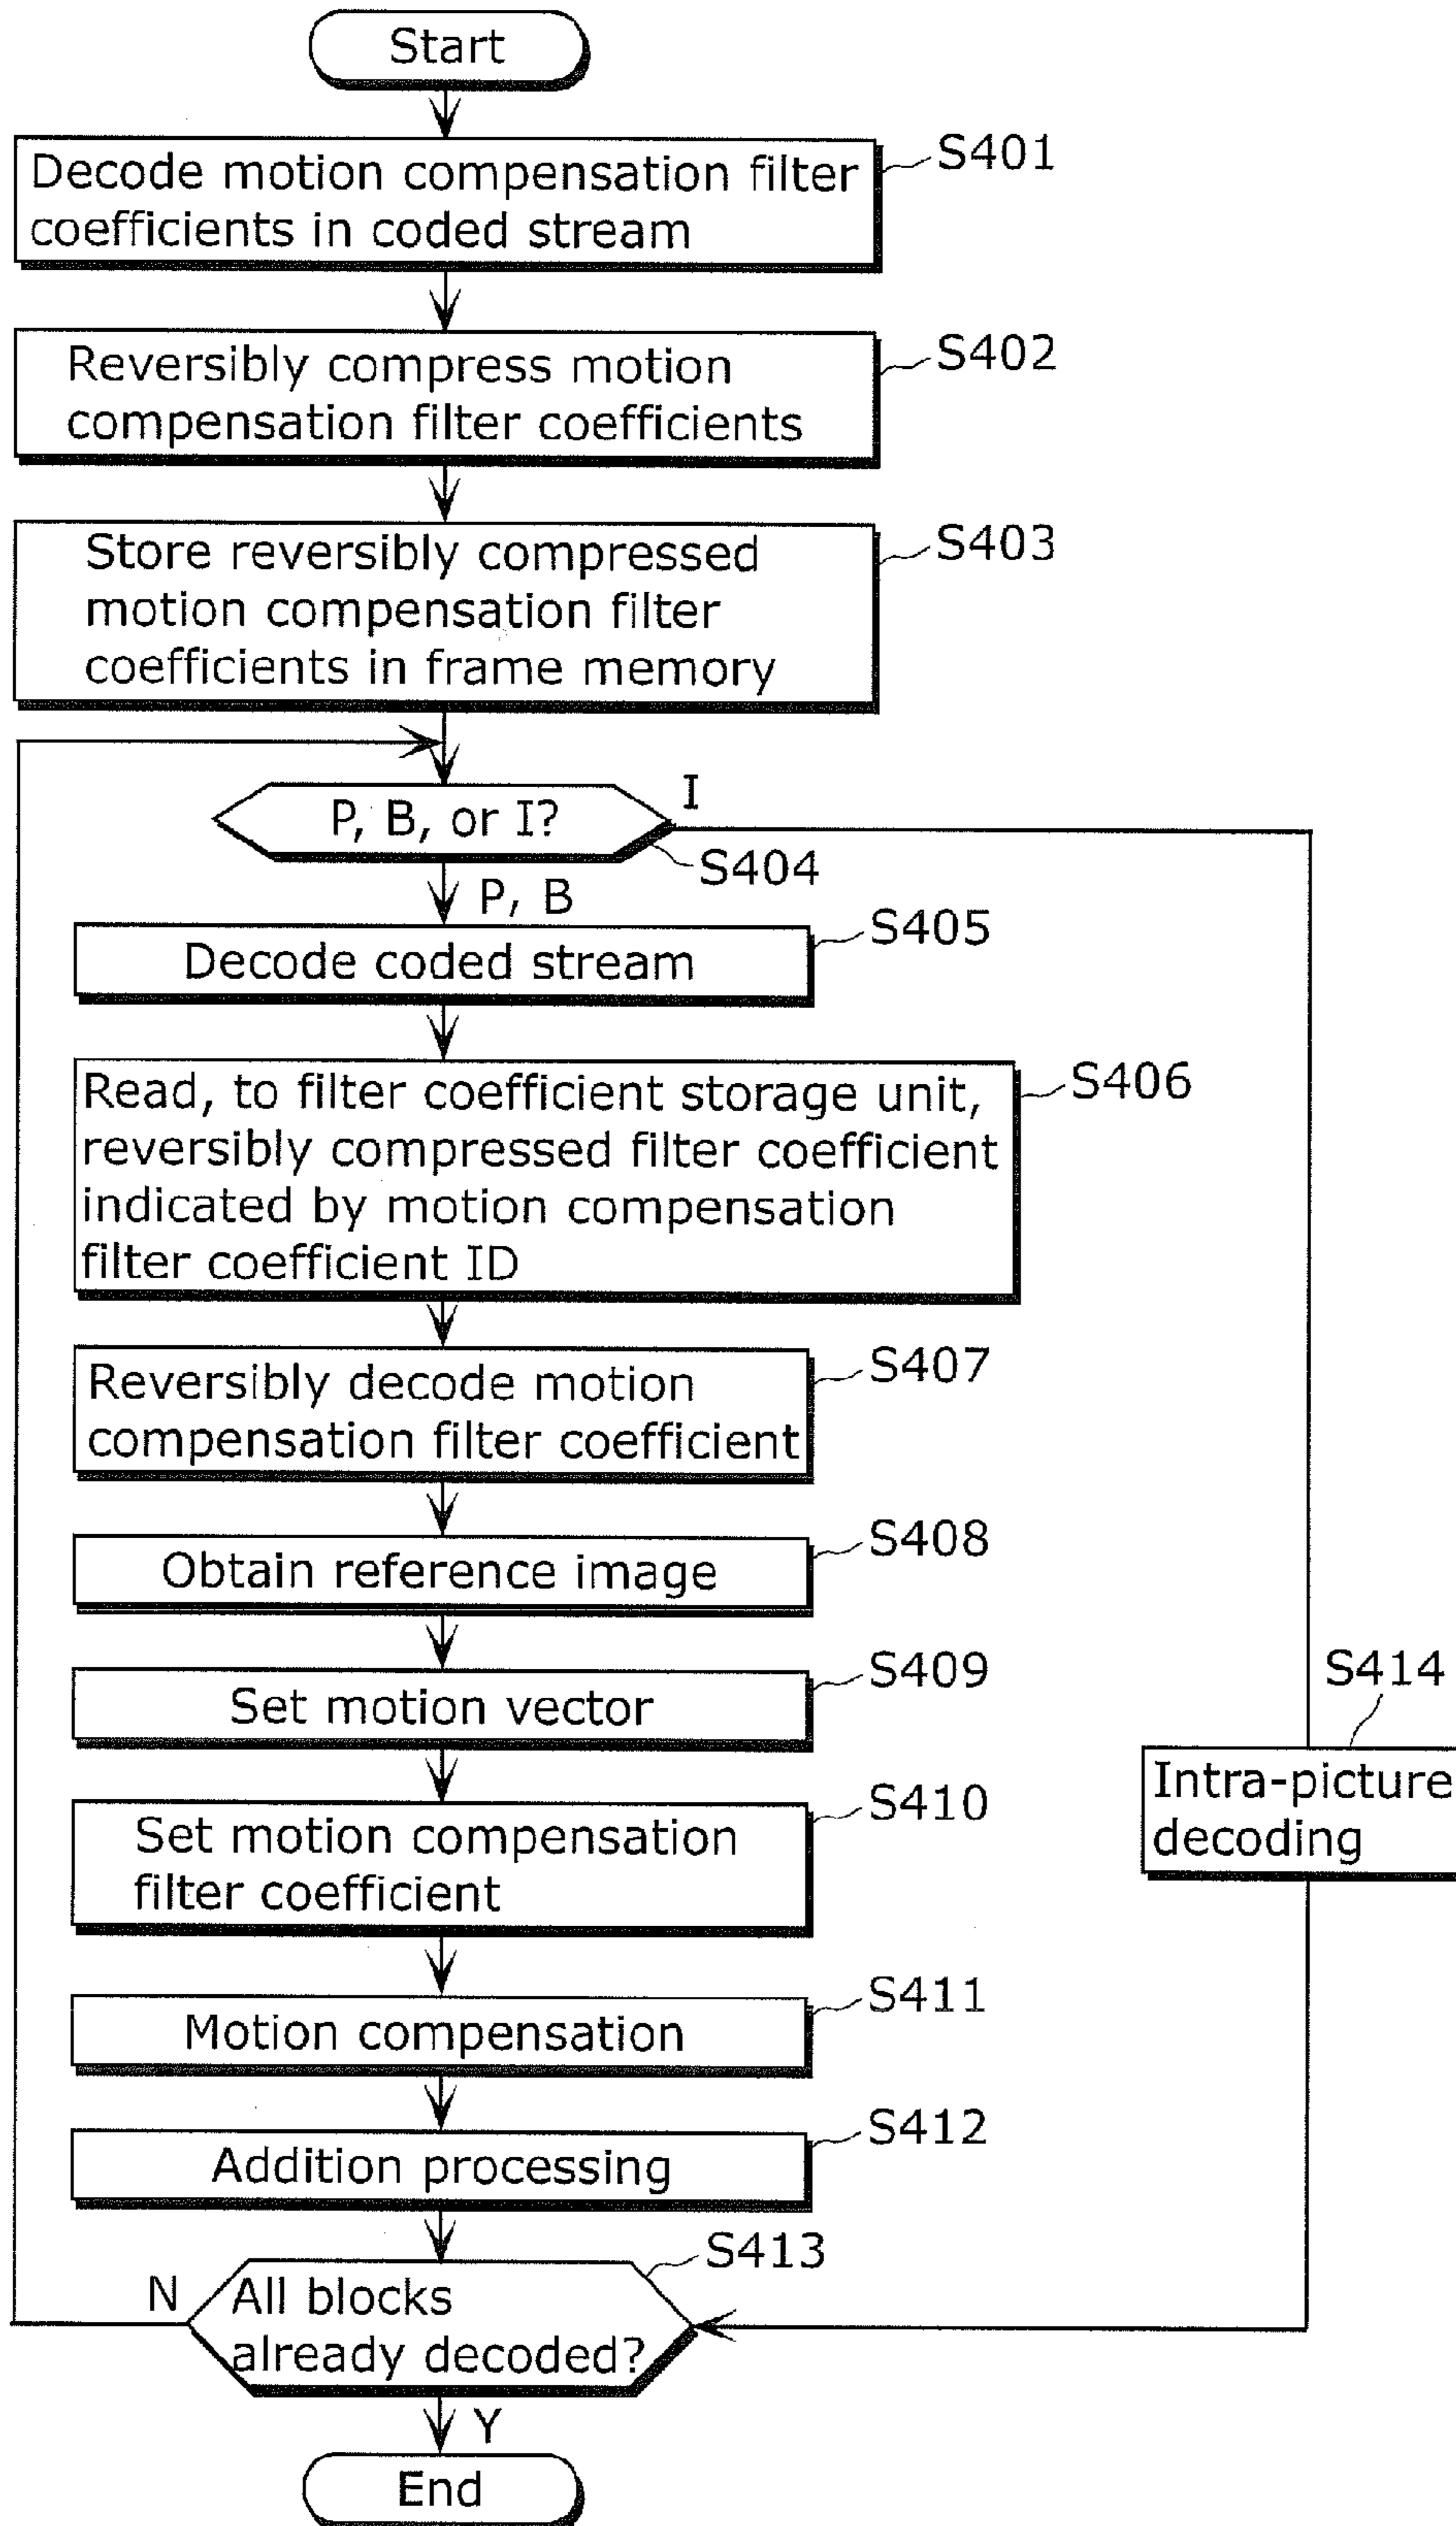 Start
Decode motion compensation filter
coefficients in coded stream
S401
Reversibly compress motion
compensation filter coefficients
S402
Store reversibly compressed
motion compensation filter
coefficients in frame memory
S403
P, B, or I?
I
S404
P, B
Decode coded stream
S405
Read, to filter coefficient storage unit,
reversibly compressed filter coefficient
indicated by motion compensation
filter coefficient ID
S406
Reversibly decode motion
compensation filter coefficient
S407
Obtain reference image
S408
Set motion vector
S409
Set motion compensation
filter coefficient
S410
S414
Intra-picture
decoding
Motion compensation
S411
Addition processing
S412
All blocks
already decoded?
S413
N
Y
End